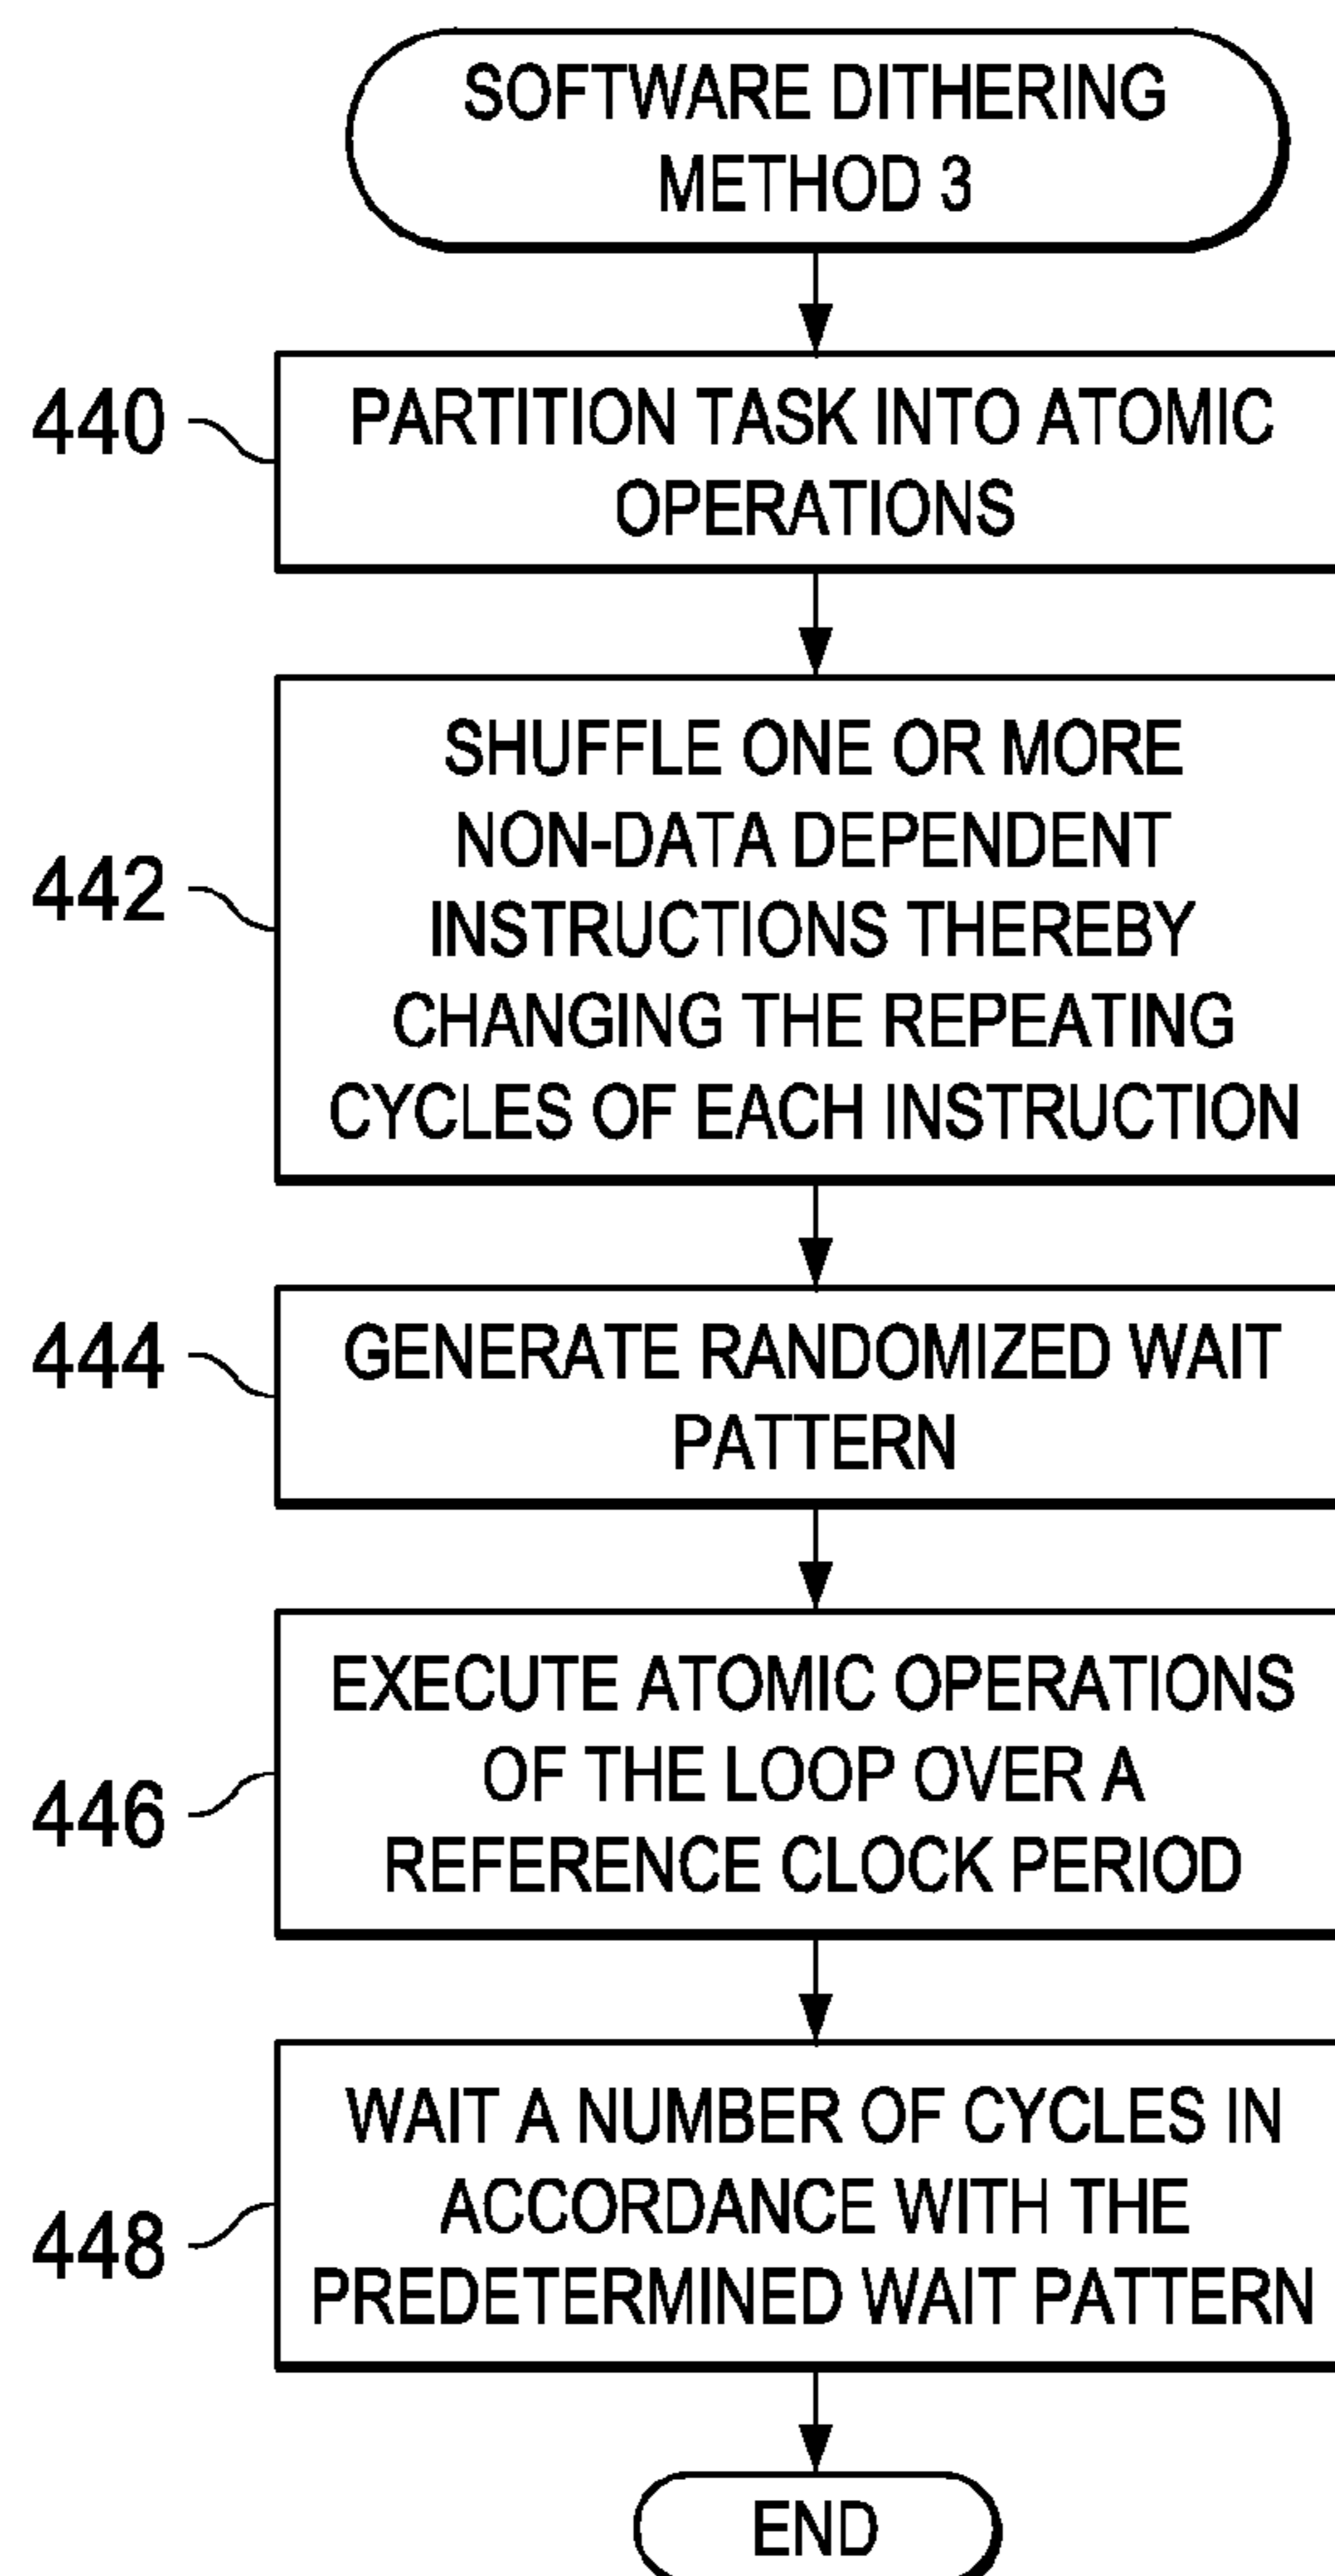 SOFTWARE DITHERING
METHOD 3
440
PARTITION TASK INTO ATOMIC
OPERATIONS
442
SHUFFLE ONE OR MORE
NON-DATA DEPENDENT
INSTRUCTIONS THEREBY
CHANGING THE REPEATING
CYCLES OF EACH INSTRUCTION
444
GENERATE RANDOMIZED WAIT
PATTERN
446
EXECUTE ATOMIC OPERATIONS
OF THE LOOP OVER A
REFERENCE CLOCK PERIOD
448
WAIT A NUMBER OF CYCLES IN
ACCORDANCE WITH THE
PREDETERMINED WAIT PATTERN
END